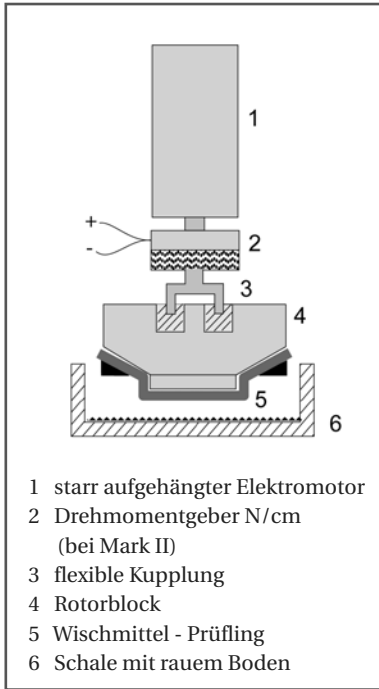 1
+
-
2
3
4
5
6
1 starr aufgehängter Elektromotor
2 Drehmomentgeber N/cm
(bei Mark II)
3 flexible Kupplung
4 Rotorblock
5 Wischmittel - Prüfling
6 Schale mit rauem Boden